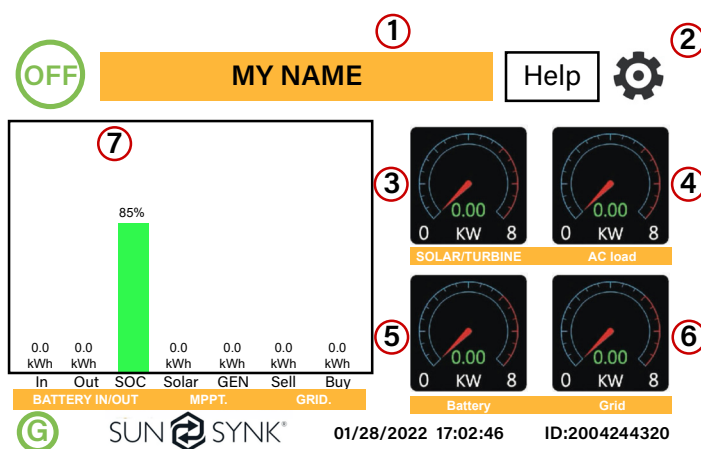 1
2
OFF
MY NAME
Help
7
85%
0.0 0.0 0.0 0.0 0.0 0.0
kWh kWh kWh kWh kWh kWh
In Out SOC Solar GEN Sell Buy
BATTERY IN/OUT MPPT. GRID.
3
0.00
0 KW 8
SOLAR/TURBINE
4
0.00
0 KW 8
AC load
5
0.00
0 KW 8
Battery
6
0.00
0 KW 8
Grid
G
SUN SYNK®
01/28/2022 17:02:46
ID:2004244320